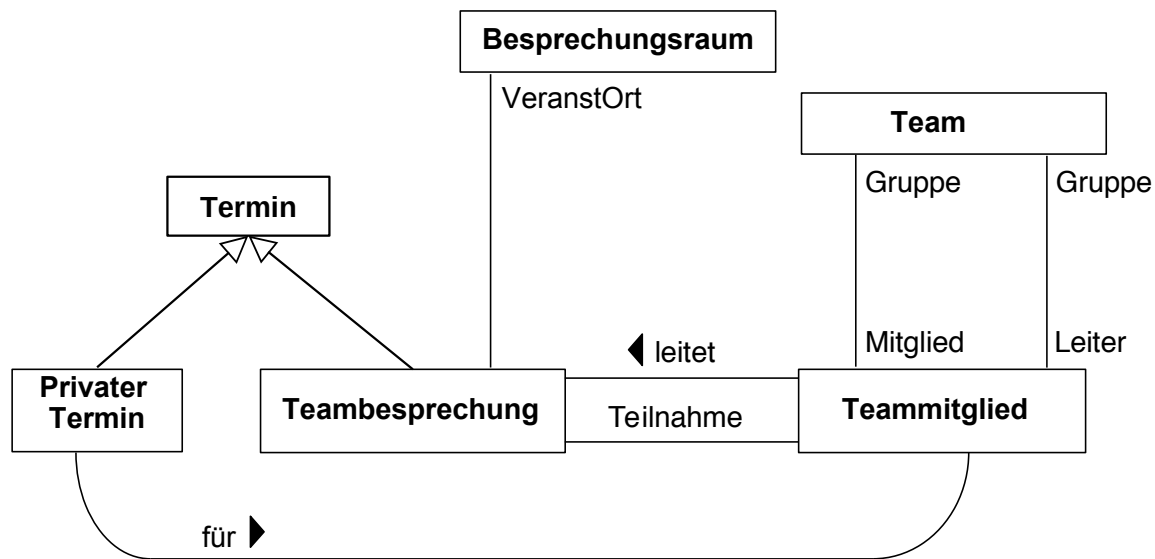 Besprechungsraum
VeranstOrt
Team
Gruppe
Gruppe
Termin
leitet
Mitglied
Leiter
Privater
Termin
Teambesprechung
Teilnahme
Teammitglied
für